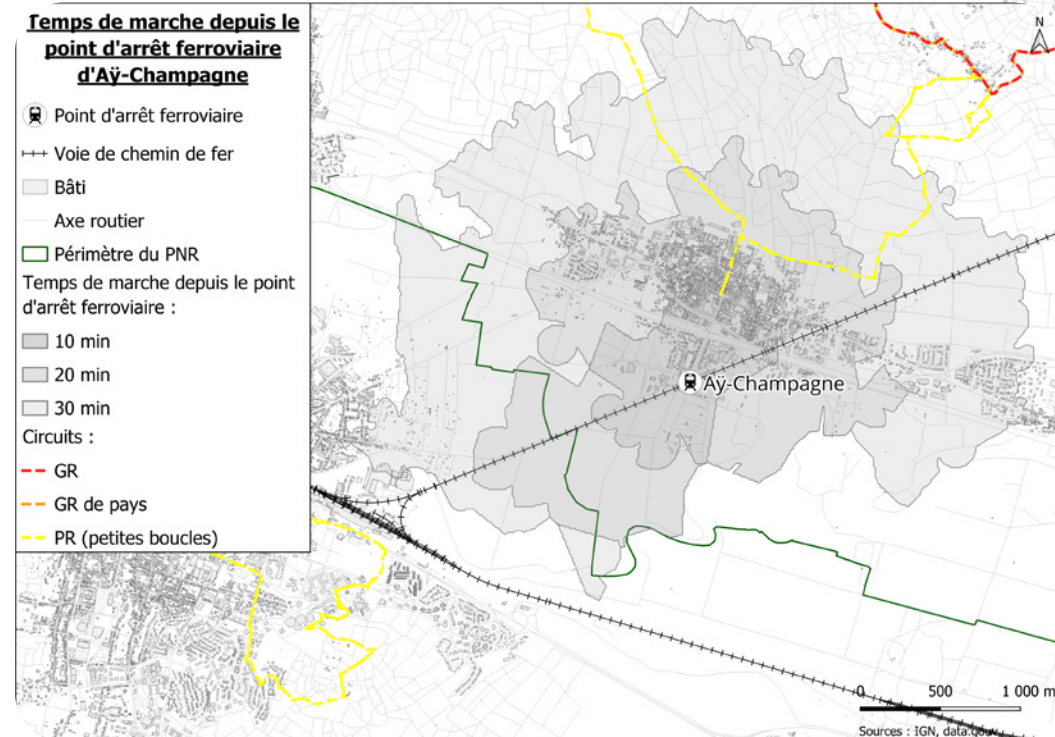 Temps de marche depuis le
point d'arrêt ferroviaire
d'Aÿ-Champagne
Point d'arrêt ferroviaire
Voie de chemin de fer
Bâti
Axe routier
Périmètre du PNR
Temps de marche depuis le point
d'arrêt ferroviaire :
10 min
20 min
30 min
Circuits :
GR
GR de pays
PR (petites boucles)
N
Aÿ-Champagne
0 500 1 000 m
Sources : IGN, data.gouv